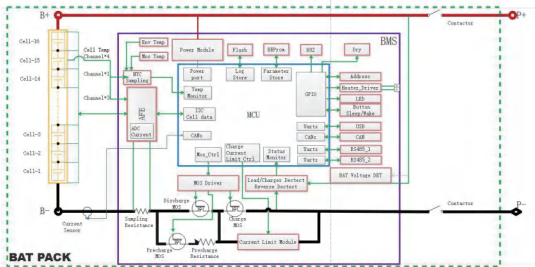 B+
P+
Contactor
BMS
Cell-16
Cell-15
Cell-14
Cell Temp
Channel*4
Channel*1
Channel*3
Env Temp
Mos Temp
NTC
Sampling
Power Module
Flash
EEProm
Dry
Power
port
Log
Store
Parameter
Store
Temp
Monitor
GPIO
Address
Heater_Driver
LED
Button
Sleep/Wake
AFE
ADC
Current
I2C
Cell data
MCU
CANs
Uarts
USB
CANs
CAN
Uarts
RS485_1
Uarts
RS485_2
Mos_Ctrl
Charge
Current
Limit_Ctrl
Status
Monitor
Cell-3
Cell-2
Cell-1
MOS Driver
Load/Charger Dectect
Reverse Dectect
BAT Voltage DET
Discharge
MOS
Charge
MOS
B-
P-
Contactor
Current
Sensor
Sampling
Resistance
Precharge
MOS
Precharge
Resistance
Current Limit Module
BAT PACK